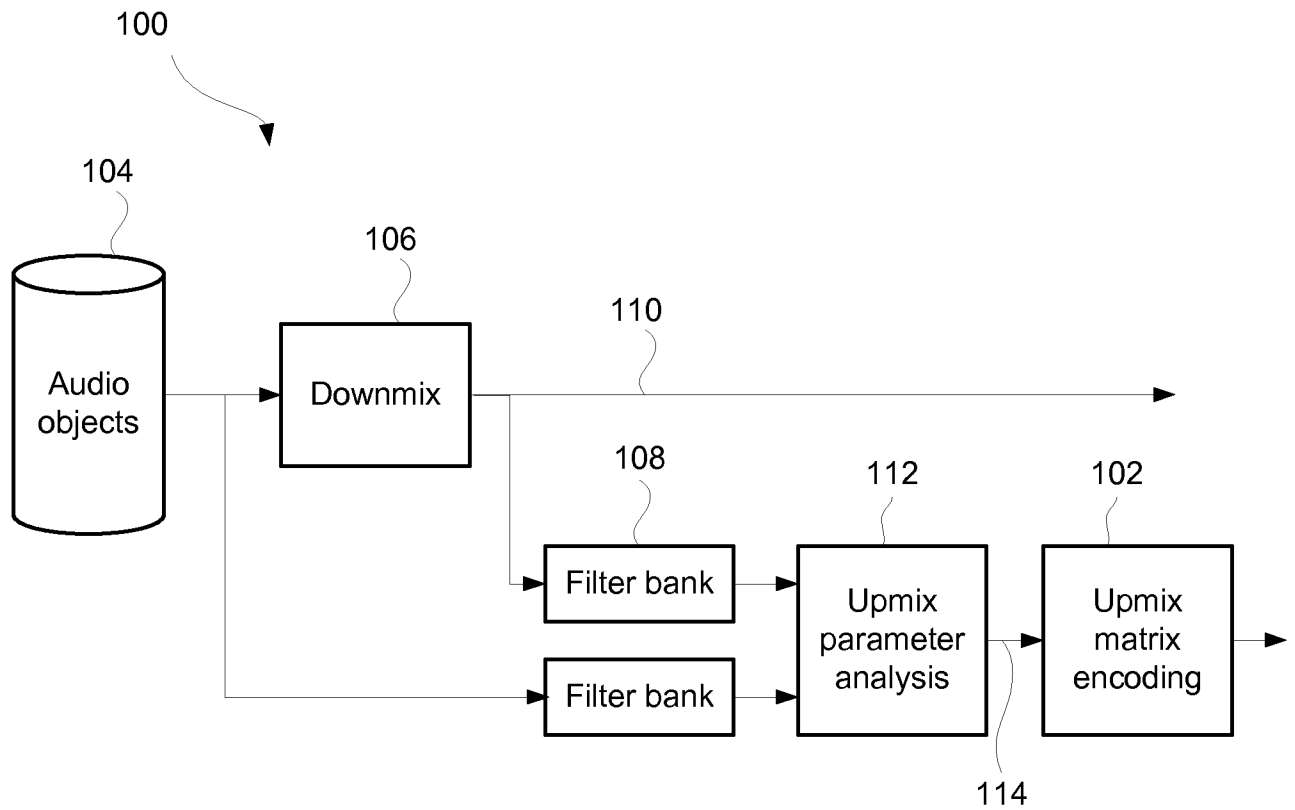 100
104
106
110
Audio
objects
Downmix
108
112
102
Filter bank
Upmix
parameter
analysis
Upmix
matrix
encoding
Filter bank
114